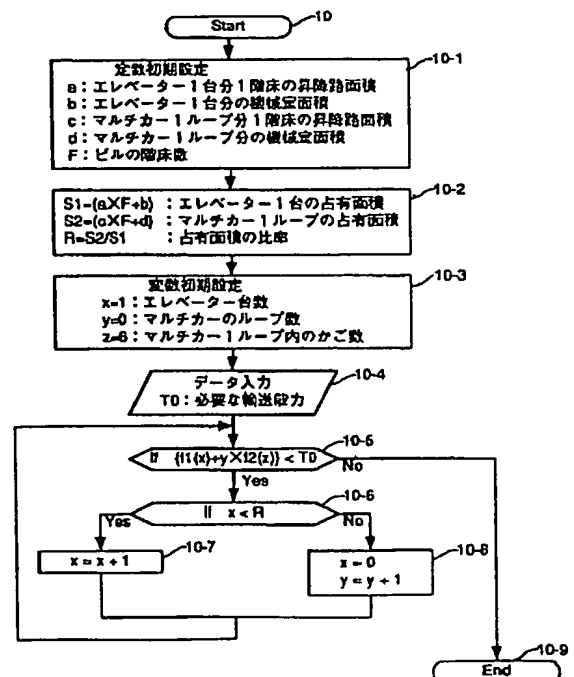 Start
10
10-1
定数初期設定
a：エレベーター1台分1階床の昇降路面積
b：エレベーター1台分の機械室面積
c：マルチカー1ループ分1階床の昇降路面積
d：マルチカー1ループ分の機械室面積
F：ビルの階床数
10-2
S1=(a×F+b) ：エレベーター1台の占有面積
S2=(c×F+d) ：マルチカー1ループの占有面積
R=S2/S1 ：占有面積の比率
10-3
変数初期設定
x=1：エレベーター台数
y=0：マルチカーのループ数
z=6：マルチカー1ループ内のかご数
10-4
データ入力
T0：必要な輸送能力
10-5
If {f1(x)+y×f2(z)} < T0
No
Yes
10-6
If x < R
Yes
No
10-7
x = x + 1
10-8
x = 0
y = y + 1
10-9
End